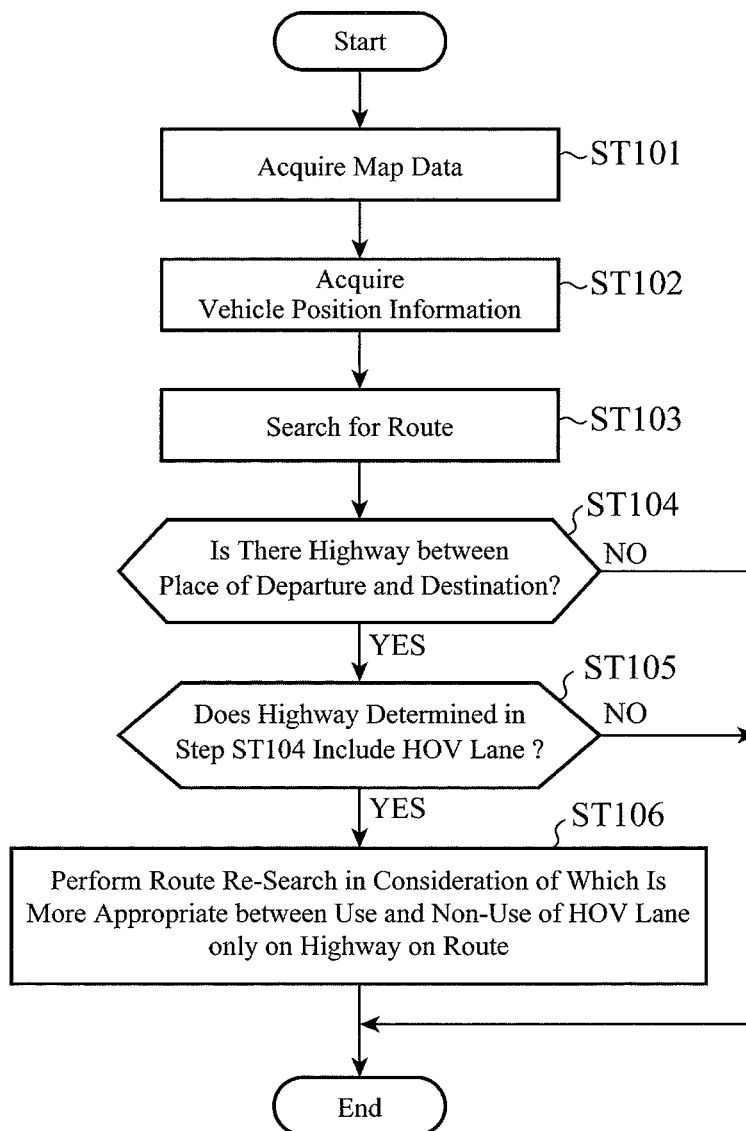 Start
Acquire Map Data
ST101
Acquire
Vehicle Position Information
ST102
Search for Route
ST103
ST104
Is There Highway between
Place of Departure and Destination?
NO
YES
ST105
Does Highway Determined in
Step ST104 Include HOV Lane ?
NO
YES
ST106
Perform Route Re-Search in Consideration of Which Is
More Appropriate between Use and Non-Use of HOV Lane
only on Highway on Route
End